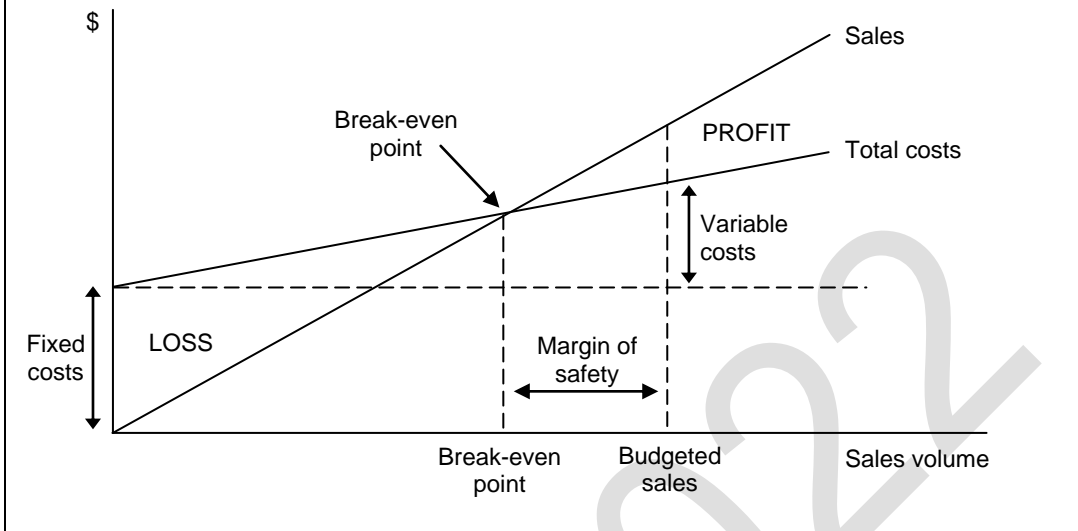 $
Sales
Break-even
point
PROFIT
Total costs
Variable
costs
Fixed
costs
LOSS
Margin of
safety
Break-even
point
Budgeted
sales
Sales volume
022